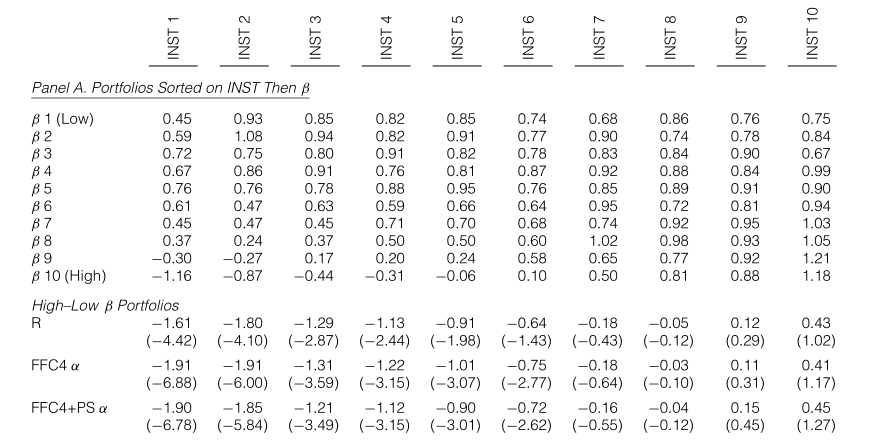 INST 1 INST 2 INST 3 INST 4 INST 5 INST 6 INST 7 INST 8 INST 9 INST 10
Panel A. Portfolios Sorted on INST Then β
β 1 (Low) 0.45 0.93 0.85 0.82 0.85 0.74 0.68 0.86 0.76 0.75
β 2 0.59 1.08 0.94 0.82 0.91 0.77 0.90 0.74 0.78 0.84
β 3 0.72 0.75 0.80 0.91 0.82 0.78 0.83 0.84 0.90 0.67
β 4 0.67 0.86 0.91 0.76 0.81 0.87 0.92 0.88 0.84 0.99
β 5 0.76 0.76 0.78 0.88 0.95 0.76 0.85 0.89 0.91 0.90
β 6 0.61 0.47 0.63 0.59 0.66 0.64 0.95 0.72 0.81 0.94
β 7 0.45 0.47 0.45 0.71 0.70 0.68 0.74 0.92 0.95 1.03
β 8 0.37 0.24 0.37 0.50 0.50 0.60 1.02 0.98 0.93 1.05
β 9 −0.30 −0.27 0.17 0.20 0.24 0.58 0.65 0.77 0.92 1.21
β 10 (High) −1.16 −0.87 −0.44 −0.31 −0.06 0.10 0.50 0.81 0.88 1.18
High–Low β Portfolios
R −1.61 −1.80 −1.29 −1.13 −0.91 −0.64 −0.18 −0.05 0.12 0.43
(−4.42) (−4.10) (−2.87) (−2.44) (−1.98) (−1.43) (−0.43) (−0.12) (0.29) (1.02)
FFC4 α −1.91 −1.91 −1.31 −1.22 −1.01 −0.75 −0.18 −0.03 0.11 0.41
(−6.88) (−6.00) (−3.59) (−3.15) (−3.07) (−2.77) (−0.64) (−0.10) (0.31) (1.17)
FFC4+PS α −1.90 −1.85 −1.21 −1.12 −0.90 −0.72 −0.16 −0.04 0.15 0.45
(−6.78) (−5.84) (−3.49) (−3.15) (−3.01) (−2.62) (−0.55) (−0.12) (0.45) (1.27)